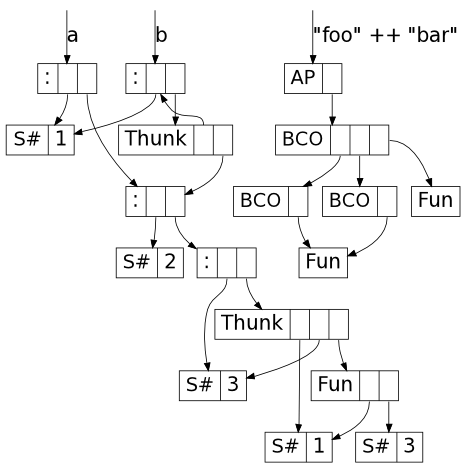 a b "foo" ++ "bar"
: : AP
S# 1 Thunk BCO
: BCO BCO Fun
S# 2 : Fun
Thunk
S# 3 Fun
S# 1 S# 3